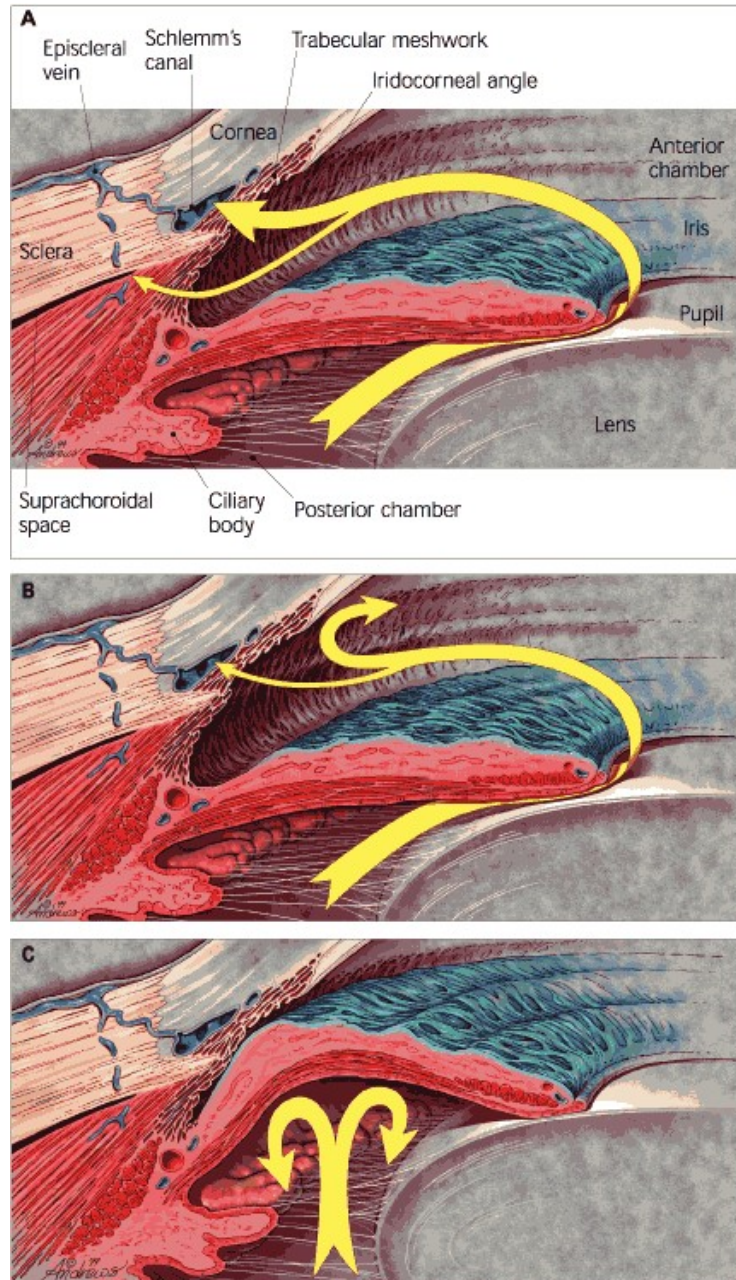 A
Episcleral
vein
Schlemm's
canal
Trabecular meshwork
Iridocorneal angle
Cornea
Anterior
chamber
Sclera
Iris
Pupil
Lens
Suprachoroidal
space
Ciliary
body
Posterior chamber
B
C